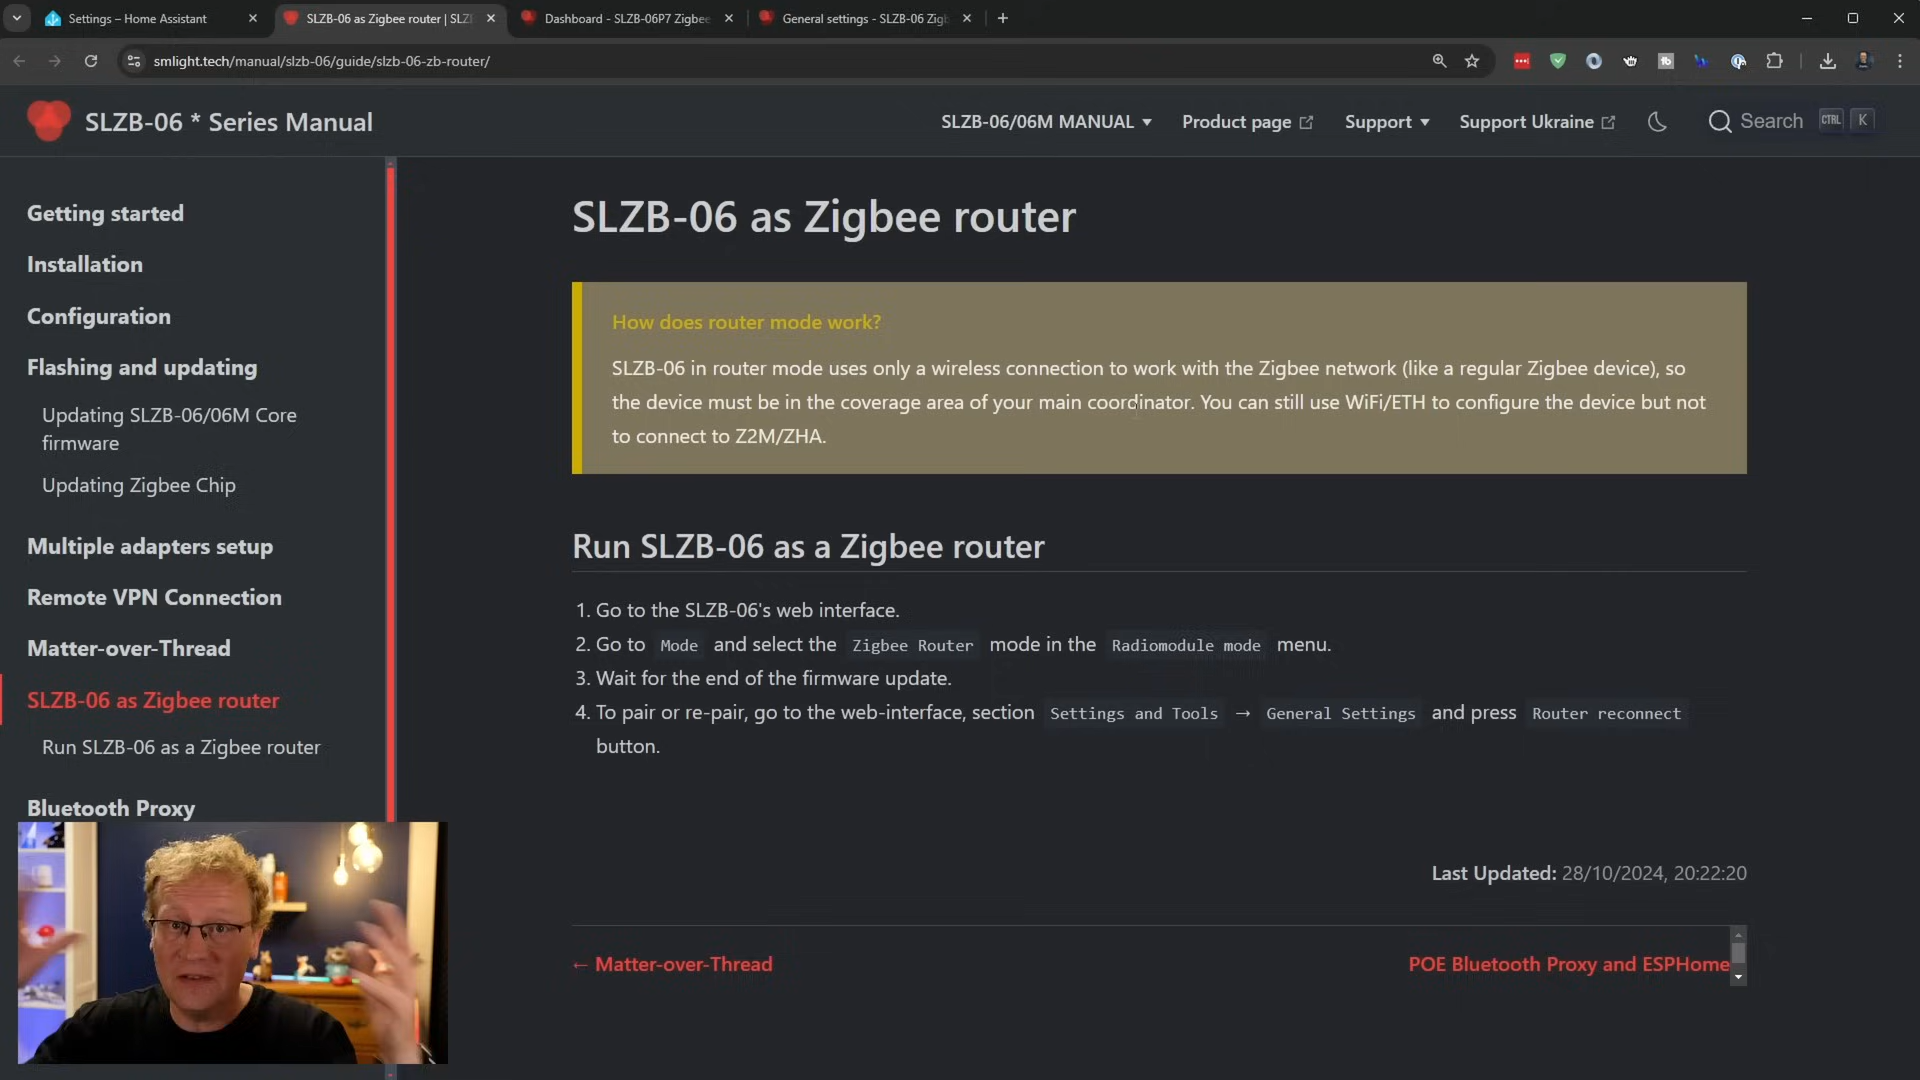 Settings – Home Assistant
SLZB-06 as Zigbee router | SLZ
Dashboard - SLZB-06P7 Zigbee
General settings - SLZB-06 Zig
smlight.tech/manual/slzb-06/guide/slzb-06-zb-router/
SLZB-06 * Series Manual
SLZB-06/06M MANUAL
Product page
Support
Support Ukraine
Search
CTRL
K
Getting started
Installation
Configuration
Flashing and updating
Updating SLZB-06/06M Core
firmware
Updating Zigbee Chip
Multiple adapters setup
Remote VPN Connection
Matter-over-Thread
SLZB-06 as Zigbee router
Run SLZB-06 as a Zigbee router
Bluetooth Proxy
SLZB-06 as Zigbee router
How does router mode work?
SLZB-06 in router mode uses only a wireless connection to work with the Zigbee network (like a regular Zigbee device), so
the device must be in the coverage area of your main coordinator. You can still use WiFi/ETH to configure the device but not
to connect to Z2M/ZHA.
Run SLZB-06 as a Zigbee router
1. Go to the SLZB-06's web interface.
2. Go to Mode and select the Zigbee Router mode in the Radiomodule mode menu.
3. Wait for the end of the firmware update.
4. To pair or re-pair, go to the web-interface, section Settings and Tools → General Settings and press Router reconnect
button.
Last Updated: 28/10/2024, 20:22:20
← Matter-over-Thread
POE Bluetooth Proxy and ESPHome